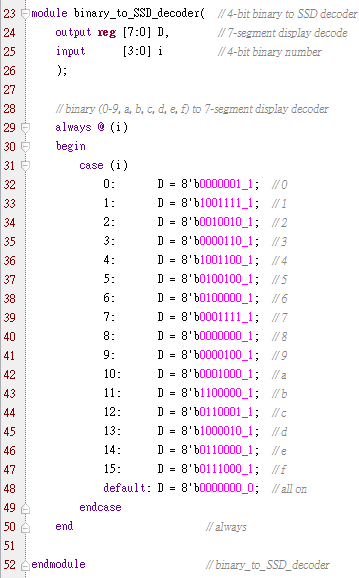 23 module binary_to_SSD_decoder( // 4-bit binary to SSD decoder
24 output reg [7:0] D, // 7-segment display decode
25 input [3:0] i // 4-bit binary number
26 );
27
28 // binary (0-9, a, b, c, d, e, f) to 7-segment display decoder
29 always @ (i)
30 begin
31 case (i)
32 0: D = 8'b0000001_1; // 0
33 1: D = 8'b1001111_1; // 1
34 2: D = 8'b0010010_1; // 2
35 3: D = 8'b0000110_1; // 3
36 4: D = 8'b1001100_1; // 4
37 5: D = 8'b0100100_1; // 5
38 6: D = 8'b0100000_1; // 6
39 7: D = 8'b0001111_1; // 7
40 8: D = 8'b0000000_1; // 8
41 9: D = 8'b0000100_1; // 9
42 10: D = 8'b0001000_1; // a
43 11: D = 8'b1100000_1; // b
44 12: D = 8'b0110001_1; // c
45 13: D = 8'b1000010_1; // d
46 14: D = 8'b0110000_1; // e
47 15: D = 8'b0111000_1; // f
48 default: D = 8'b0000000_0; // all on
49 endcase
50 end // always
51
52 endmodule // binary_to_SSD_decoder